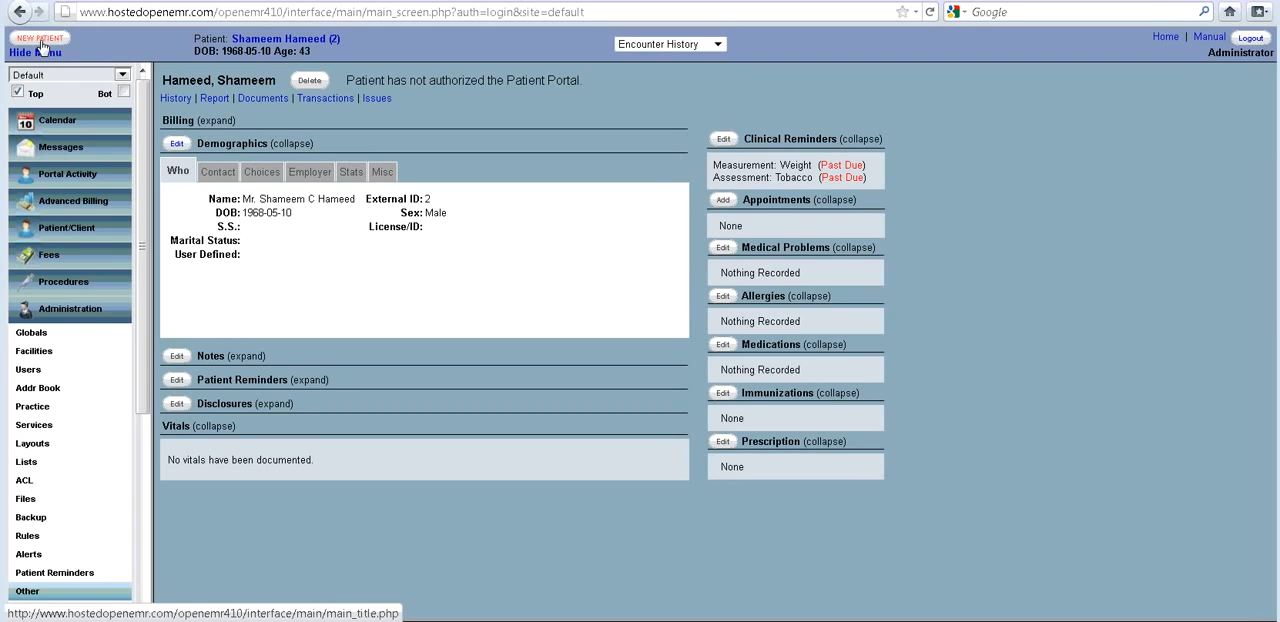 www.hostedopenemr.com/openemr410/interface/main/main_screen.php?auth=login&site=default
Google
NEW PATIENT
Hide Menu
Patient: Shameem Hameed (2)
DOB: 1968-05-10 Age: 43
Encounter History
Home | Manual
Logout
Administrator
Default
Top
Bot
10 Calendar
Messages
Portal Activity
Advanced Billing
Patient/Client
Fees
Procedures
Administration
Globals
Facilities
Users
Addr Book
Practice
Services
Layouts
Lists
ACL
Files
Backup
Rules
Alerts
Patient Reminders
Other
Hameed, Shameem
Delete
Patient has not authorized the Patient Portal.
History | Report | Documents | Transactions | Issues
Billing (expand)
Edit Demographics (collapse)
Who Contact Choices Employer Stats Misc
Name: Mr. Shameem C Hameed External ID: 2
DOB: 1968-05-10 Sex: Male
S.S.: License/ID:
Marital Status:
User Defined:
Edit Notes (expand)
Edit Patient Reminders (expand)
Edit Disclosures (expand)
Vitals (collapse)
No vitals have been documented.
Edit Clinical Reminders (collapse)
Measurement: Weight (Past Due)
Assessment: Tobacco (Past Due)
Add Appointments (collapse)
None
Edit Medical Problems (collapse)
Nothing Recorded
Edit Allergies (collapse)
Nothing Recorded
Edit Medications (collapse)
Nothing Recorded
Edit Immunizations (collapse)
None
Edit Prescription (collapse)
None
http://www.hostedopenemr.com/openemr410/interface/main/main_title.php